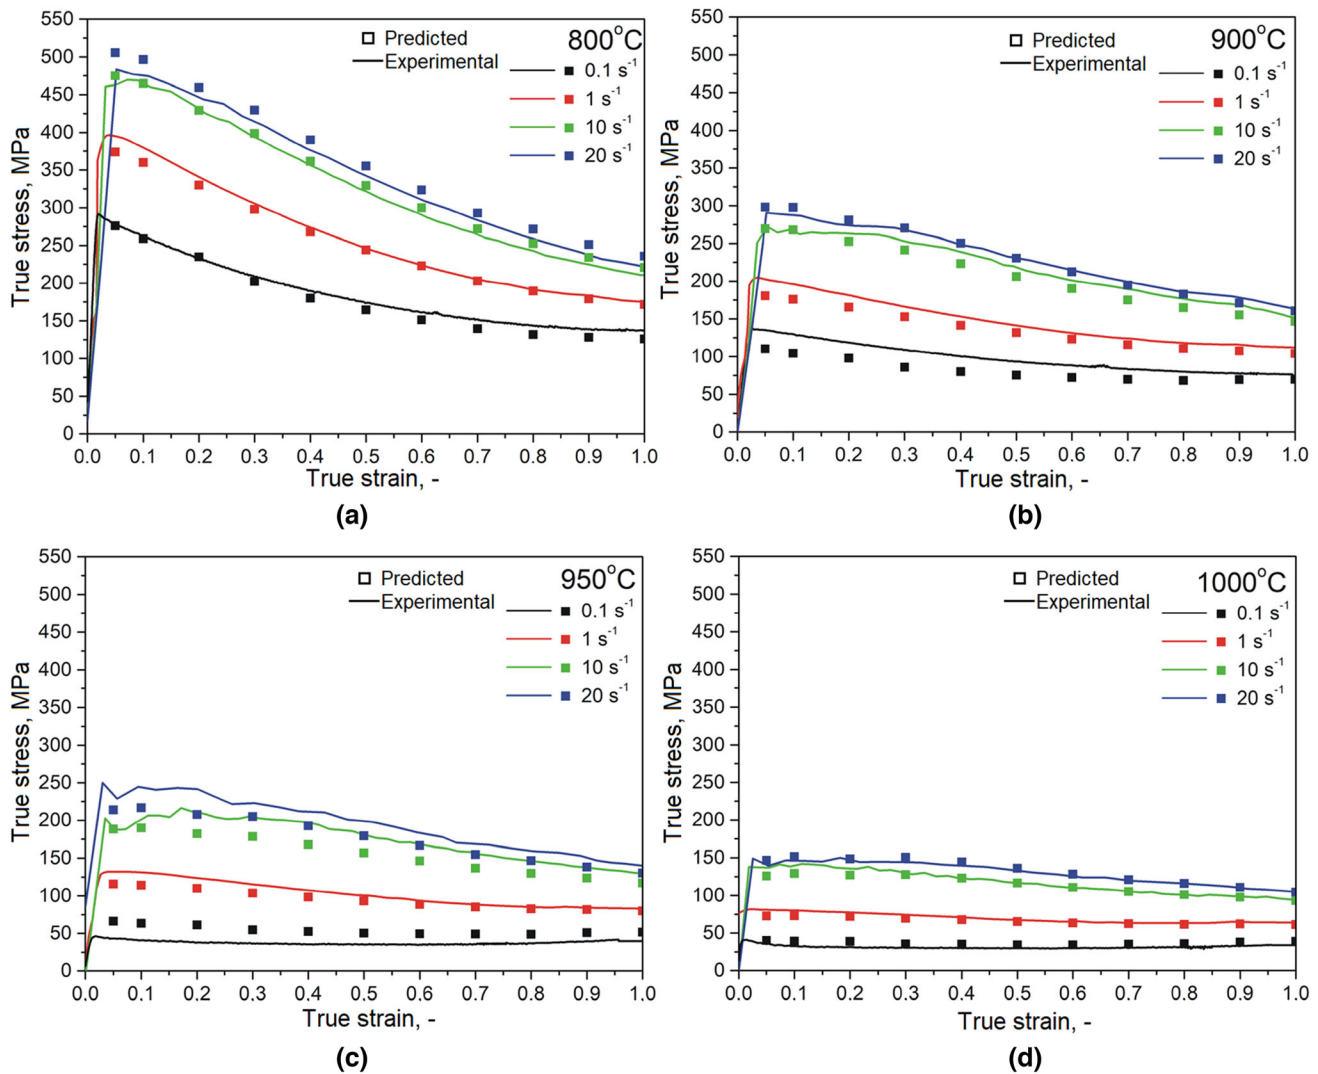 550
500
450
400
350
300
250
200
150
100
50
0
True stress, MPa
Predicted
Experimental
800°C
0.1 s⁻¹
1 s⁻¹
10 s⁻¹
20 s⁻¹
0.0 0.1 0.2 0.3 0.4 0.5 0.6 0.7 0.8 0.9 1.0
True strain, -
(a)
550
500
450
400
350
300
250
200
150
100
50
0
True stress, MPa
Predicted
Experimental
900°C
0.1 s⁻¹
1 s⁻¹
10 s⁻¹
20 s⁻¹
0.0 0.1 0.2 0.3 0.4 0.5 0.6 0.7 0.8 0.9 1.0
True strain, -
(b)
550
500
450
400
350
300
250
200
150
100
50
0
True stress, MPa
Predicted
Experimental
950°C
0.1 s⁻¹
1 s⁻¹
10 s⁻¹
20 s⁻¹
0.0 0.1 0.2 0.3 0.4 0.5 0.6 0.7 0.8 0.9 1.0
True strain, -
(c)
550
500
450
400
350
300
250
200
150
100
50
0
True stress, MPa
Predicted
Experimental
1000°C
0.1 s⁻¹
1 s⁻¹
10 s⁻¹
20 s⁻¹
0.0 0.1 0.2 0.3 0.4 0.5 0.6 0.7 0.8 0.9 1.0
True strain, -
(d)